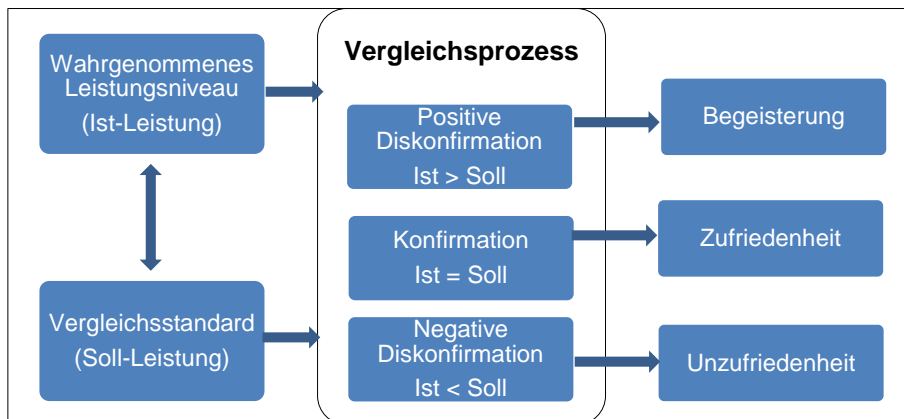 Wahrgenommenes
Leistungsniveau
(Ist-Leistung)
Vergleichsstandard
(Soll-Leistung)
Vergleichsprozess
Positive
Diskonfirmation
Ist > Soll
Konfirmation
Ist = Soll
Negative
Diskonfirmation
Ist < Soll
Begeisterung
Zufriedenheit
Unzufriedenheit